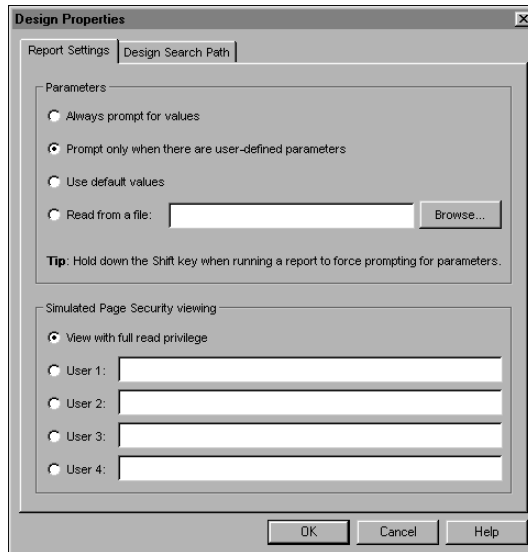 Design Properties
Report Settings Design Search Path
Parameters
Always prompt for values
Prompt only when there are user-defined parameters
Use default values
Read from a file: Browse...
Tip: Hold down the Shift key when running a report to force prompting for parameters.
Simulated Page Security viewing
View with full read privilege
User 1:
User 2:
User 3:
User 4:
OK Cancel Help